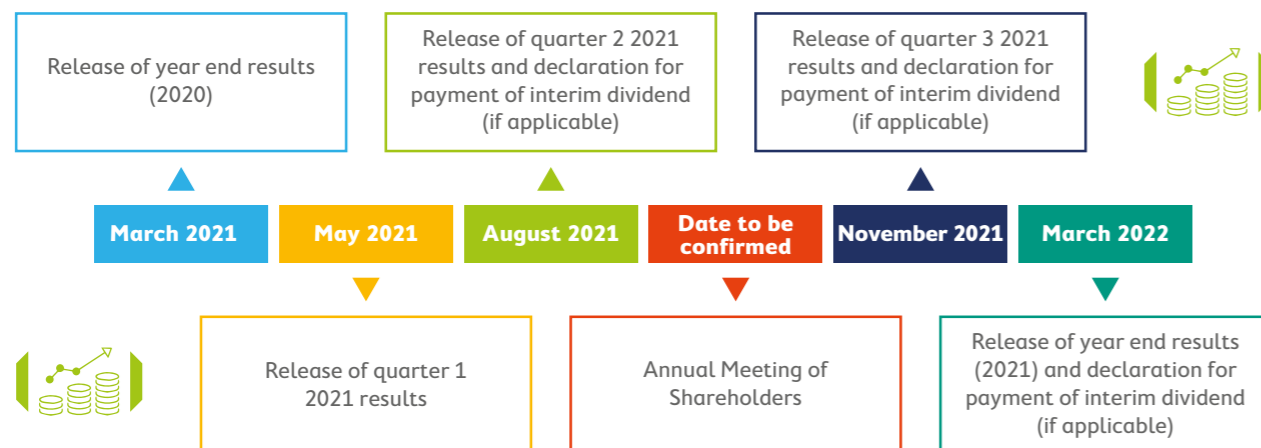 Release of year end results
(2020)
Release of quarter 2 2021
results and declaration for
payment of interim dividend
(if applicable)
Release of quarter 3 2021
results and declaration for
payment of interim dividend
(if applicable)
March 2021
May 2021
August 2021
Date to be
confirmed
November 2021
March 2022
Release of quarter 1
2021 results
Annual Meeting of
Shareholders
Release of year end results
(2021) and declaration for
payment of interim dividend
(if applicable)